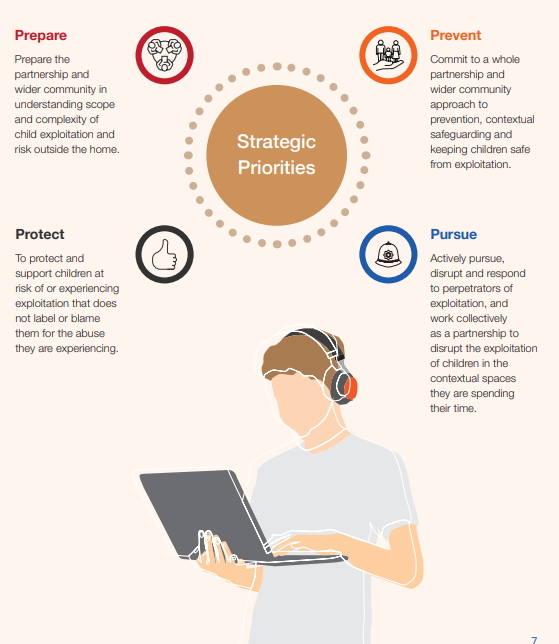 Prepare
Prepare the
partnership and
wider community in
understanding scope
and complexity of
child exploitation and
risk outside the home.
Prevent
Commit to a whole
partnership and
wider community
approach to
prevention, contextual
safeguarding and
keeping children safe
from exploitation.
Strategic
Priorities
Protect
To protect and
support children at
risk of or experiencing
exploitation that does
not label or blame
them for the abuse
they are experiencing.
Pursue
Actively pursue,
disrupt and respond
to perpetrators of
exploitation, and
work collectively
as a partnership to
disrupt the exploitation
of children in the
contextual spaces
they are spending
their time.
7